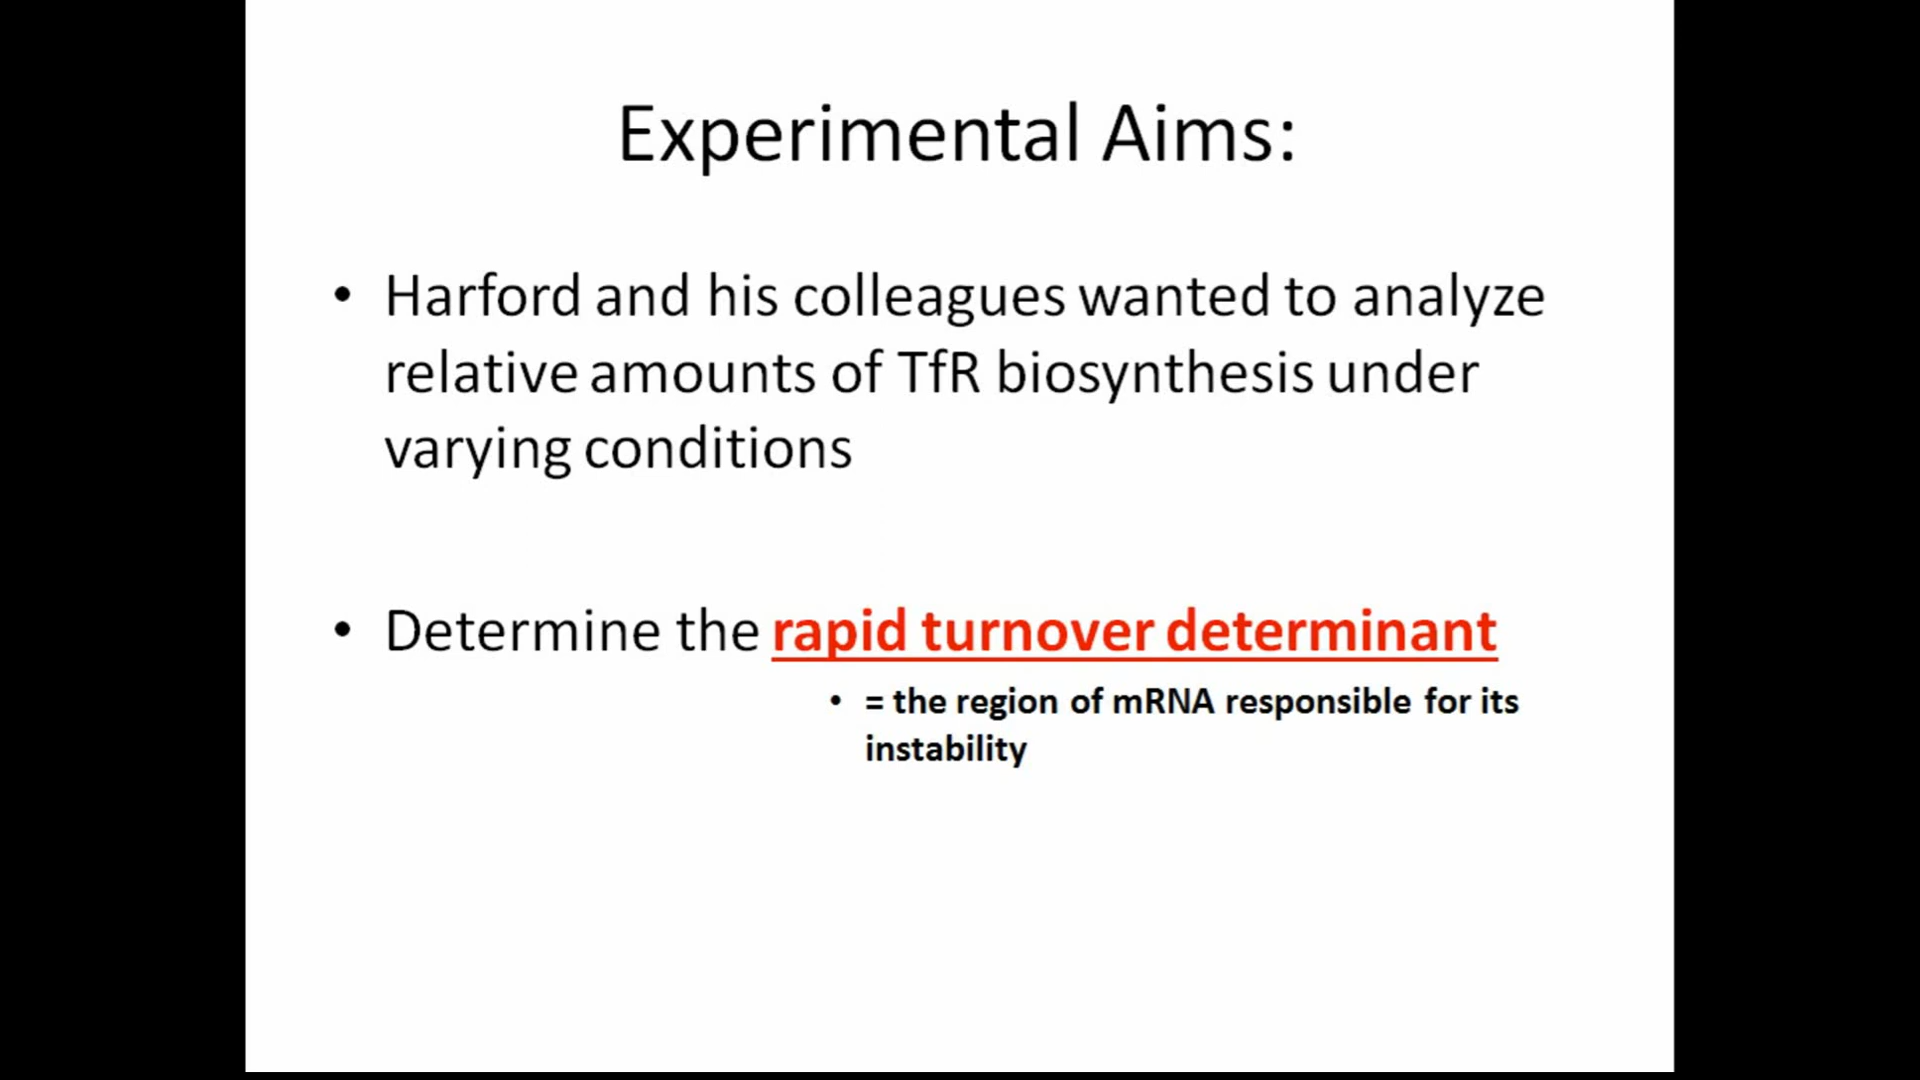 Experimental Aims:
• Harford and his colleagues wanted to analyze
relative amounts of TfR biosynthesis under
varying conditions
• Determine the rapid turnover determinant
• = the region of mRNA responsible for its
instability